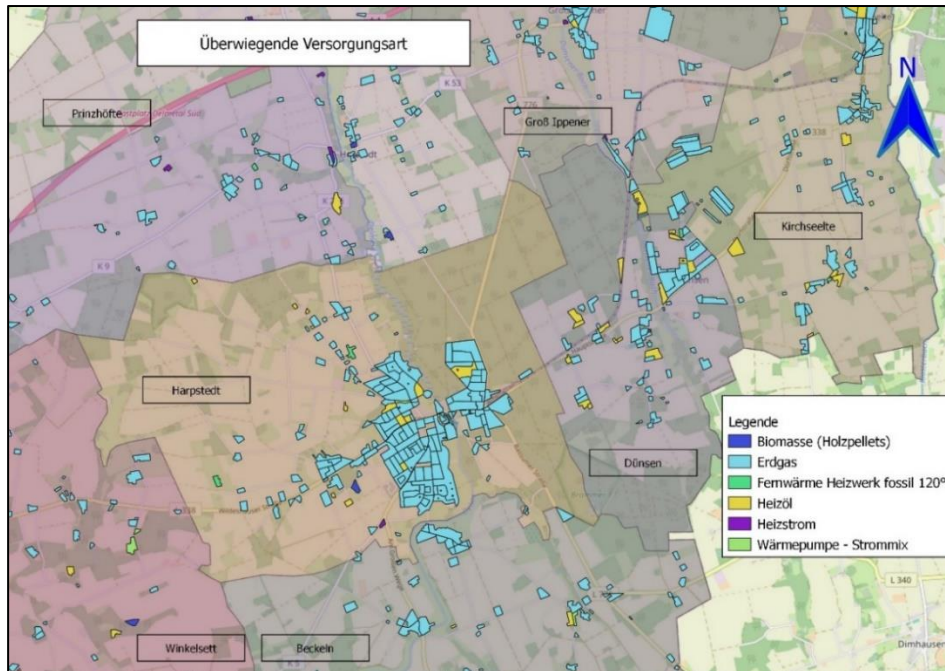 Überwiegende Versorgungsart
N
K 53
Prinzhöfte
Groß Ippener
338
Kirchseelte
K 9
Harpstedt
Dünsen
Legende
Biomasse (Holzpellets)
Erdgas
Fernwärme Heizwerk fossil 120°
Heizöl
Heizstrom
Wärmepumpe - Strommix
L 340
Dimhausen
Winkelsett
Beckeln